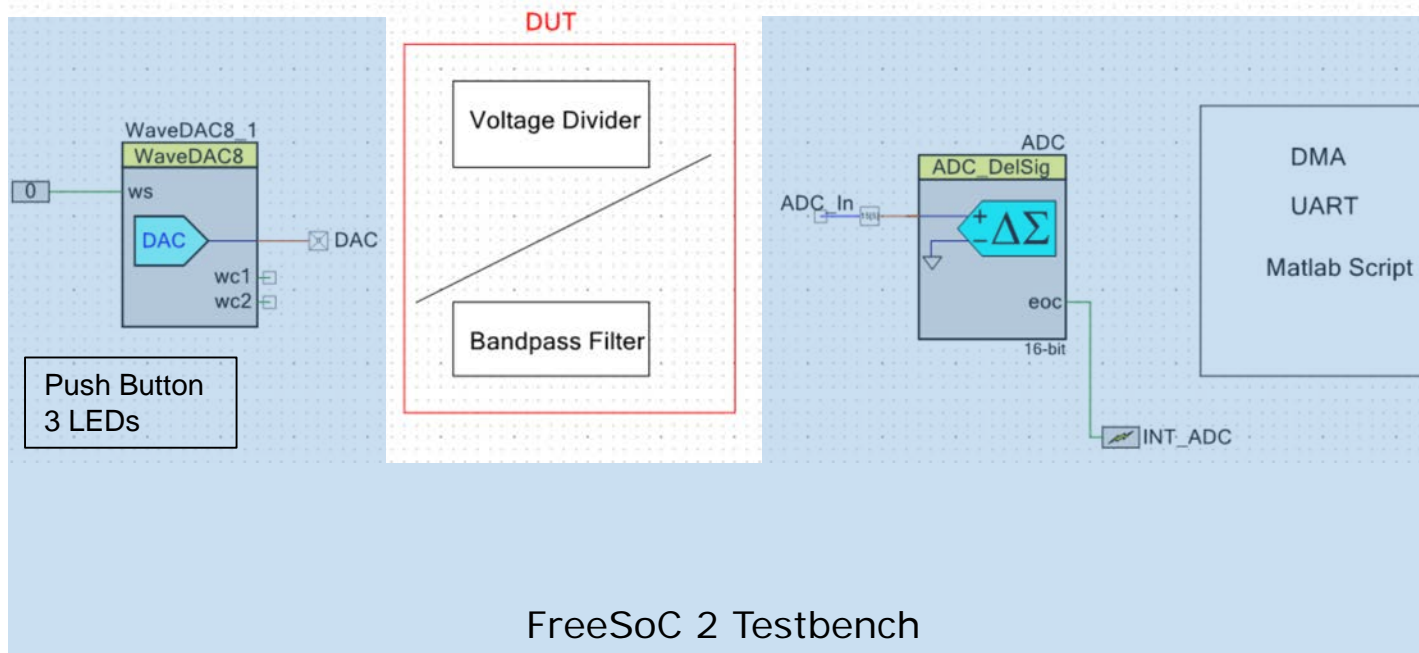 DUT
WaveDAC8_1
WaveDAC8
0
ws
DAC
DAC
wc1
wc2
Push Button
3 LEDs
Voltage Divider
Bandpass Filter
ADC
ADC_DelSig
ADC_In
+
-
ΔΣ
eoc
16-bit
INT_ADC
DMA
UART
Matlab Script
FreeSoC 2 Testbench